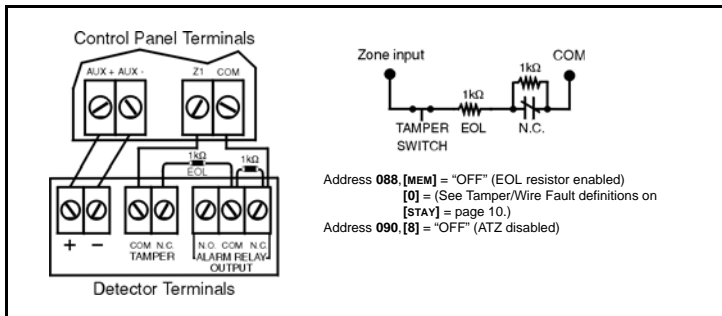 Control Panel Terminals
AUX + AUX - Z1 COM
1kΩ
EOL
1kΩ
+ - COM N.C. N.O. COM N.C.
TAMPER ALARM RELAY
OUTPUT
Detector Terminals
Zone input
COM
1kΩ
1kΩ
TAMPER EOL N.C.
SWITCH
Address 088, [MEM] = “OFF” (EOL resistor enabled)
[0] = (See Tamper/Wire Fault definitions on
[STAY] = page 10.)
Address 090, [8] = “OFF” (ATZ disabled)